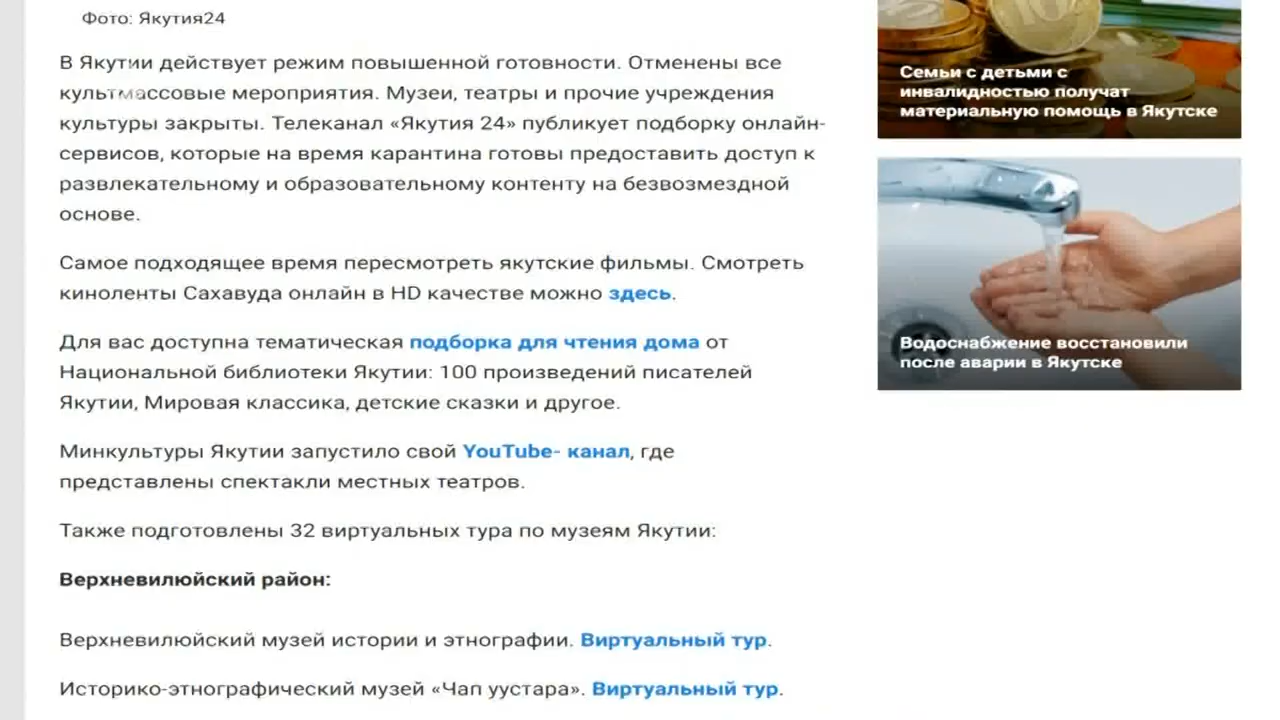 Фото: Якутия24
В Якутии действует режим повышенной готовности. Отменены все
культмассовые мероприятия. Музеи, театры и прочие учреждения
культуры закрыты. Телеканал «Якутия 24» публикует подборку онлайн-
сервисов, которые на время карантина готовы предоставить доступ к
развлекательному и образовательному контенту на безвозмездной
основе.
Самое подходящее время пересмотреть якутские фильмы. Смотреть
киноленты Сахавуда онлайн в HD качестве можно здесь.
Для вас доступна тематическая подборка для чтения дома от
Национальной библиотеки Якутии: 100 произведений писателей
Якутии, Мировая классика, детские сказки и другое.
Минкультуры Якутии запустило свой YouTube- канал, где
представлены спектакли местных театров.
Также подготовлены 32 виртуальных тура по музеям Якутии:
Верхневилюйский район:
Верхневилюйский музей истории и этнографии. Виртуальный тур.
Историко-этнографический музей «Чап уустара». Виртуальный тур.
Семьи с детьми с
инвалидностью получат
материальную помощь в Якутске
Водоснабжение восстановили
после аварии в Якутске